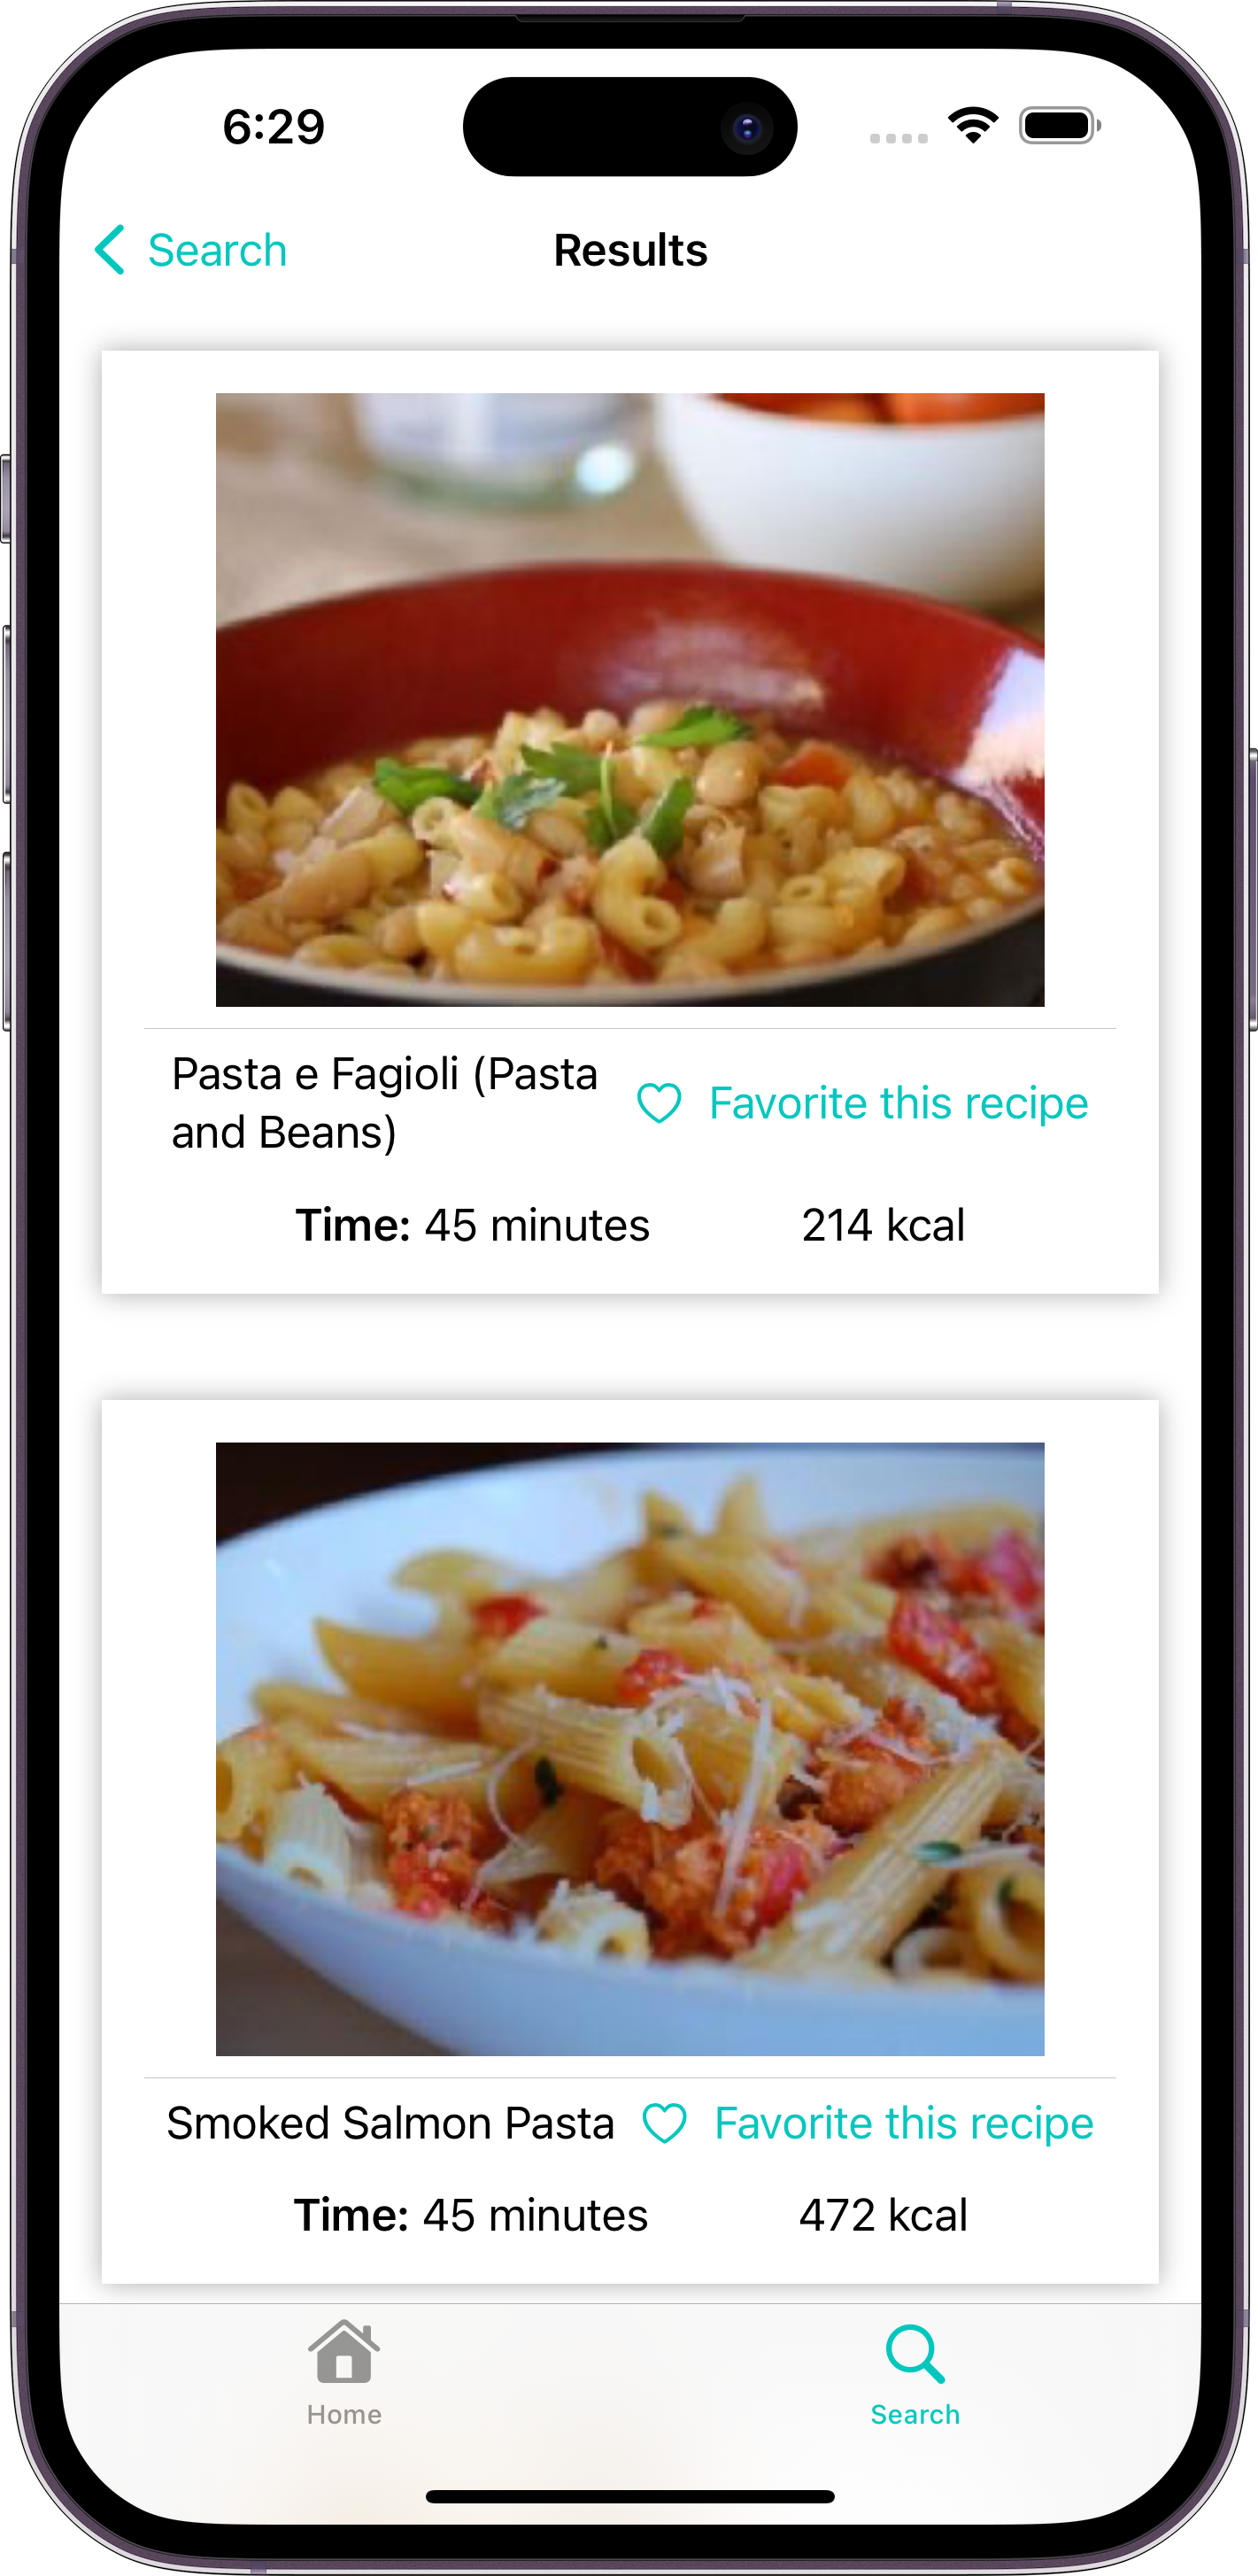 6:29
Search
Results
Pasta e Fagioli (Pasta
and Beans)
Favorite this recipe
Time: 45 minutes
214 kcal
Smoked Salmon Pasta
Favorite this recipe
Time: 45 minutes
472 kcal
Home
Search